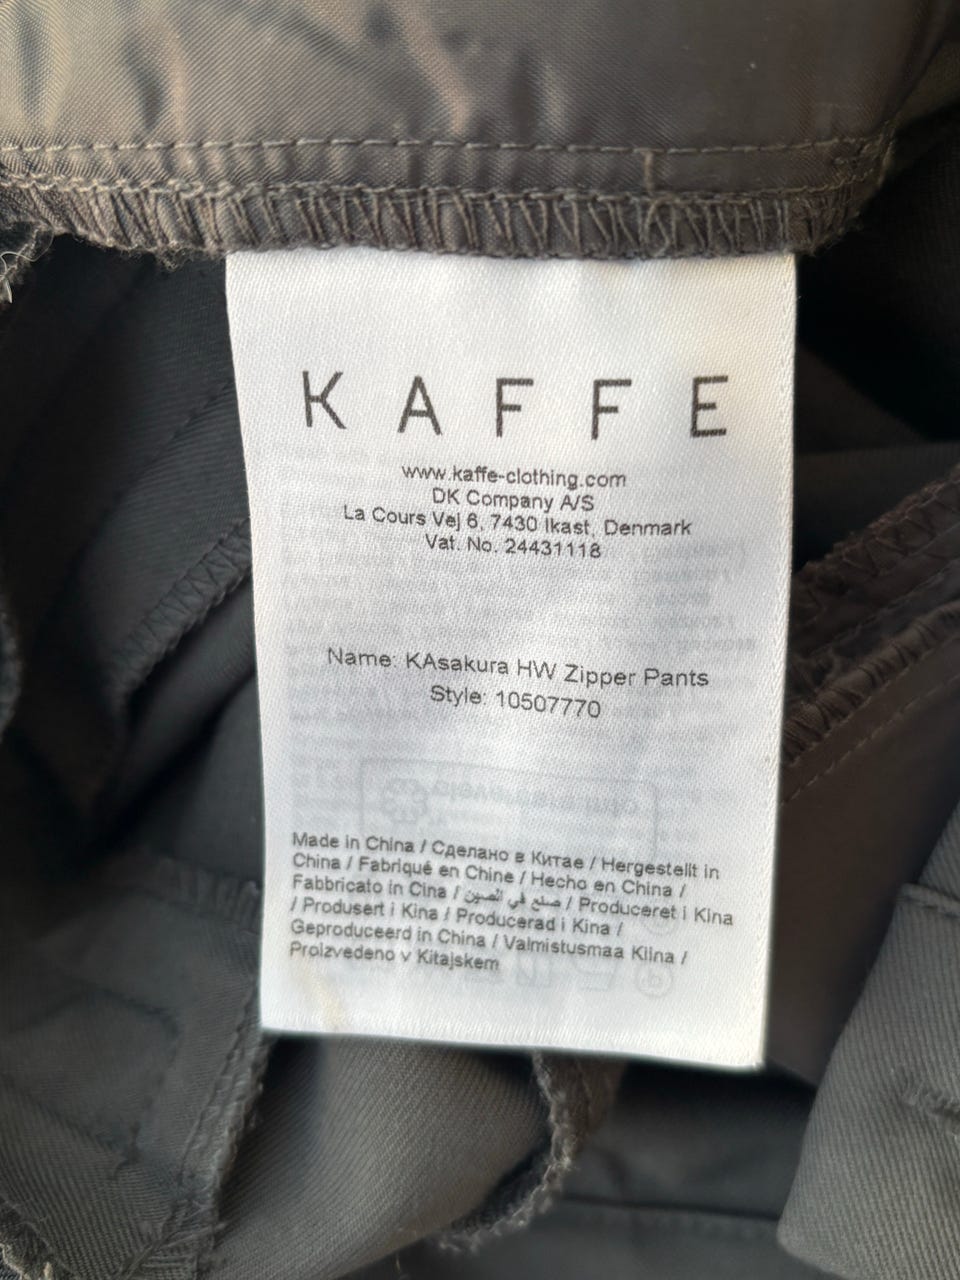 KAFFE
www.kaffe-clothing.com
DK Company A/S
La Cours Vej 6, 7430 Ikast, Denmark
Vat. No. 24431118
Name: KAsakura HW Zipper Pants
Style: 10507770
Made in China / Сделано в Китае / Hergestellt in
China / Fabriqué en Chine / Hecho en China /
Fabbricato in Cina / صنع في الصين / Produceret i Kina
/ Produsert i Kina / Producerad i Kina /
Geproduceerd in China / Valmistusmaa Kiina /
Proizvedeno v Kitajskem